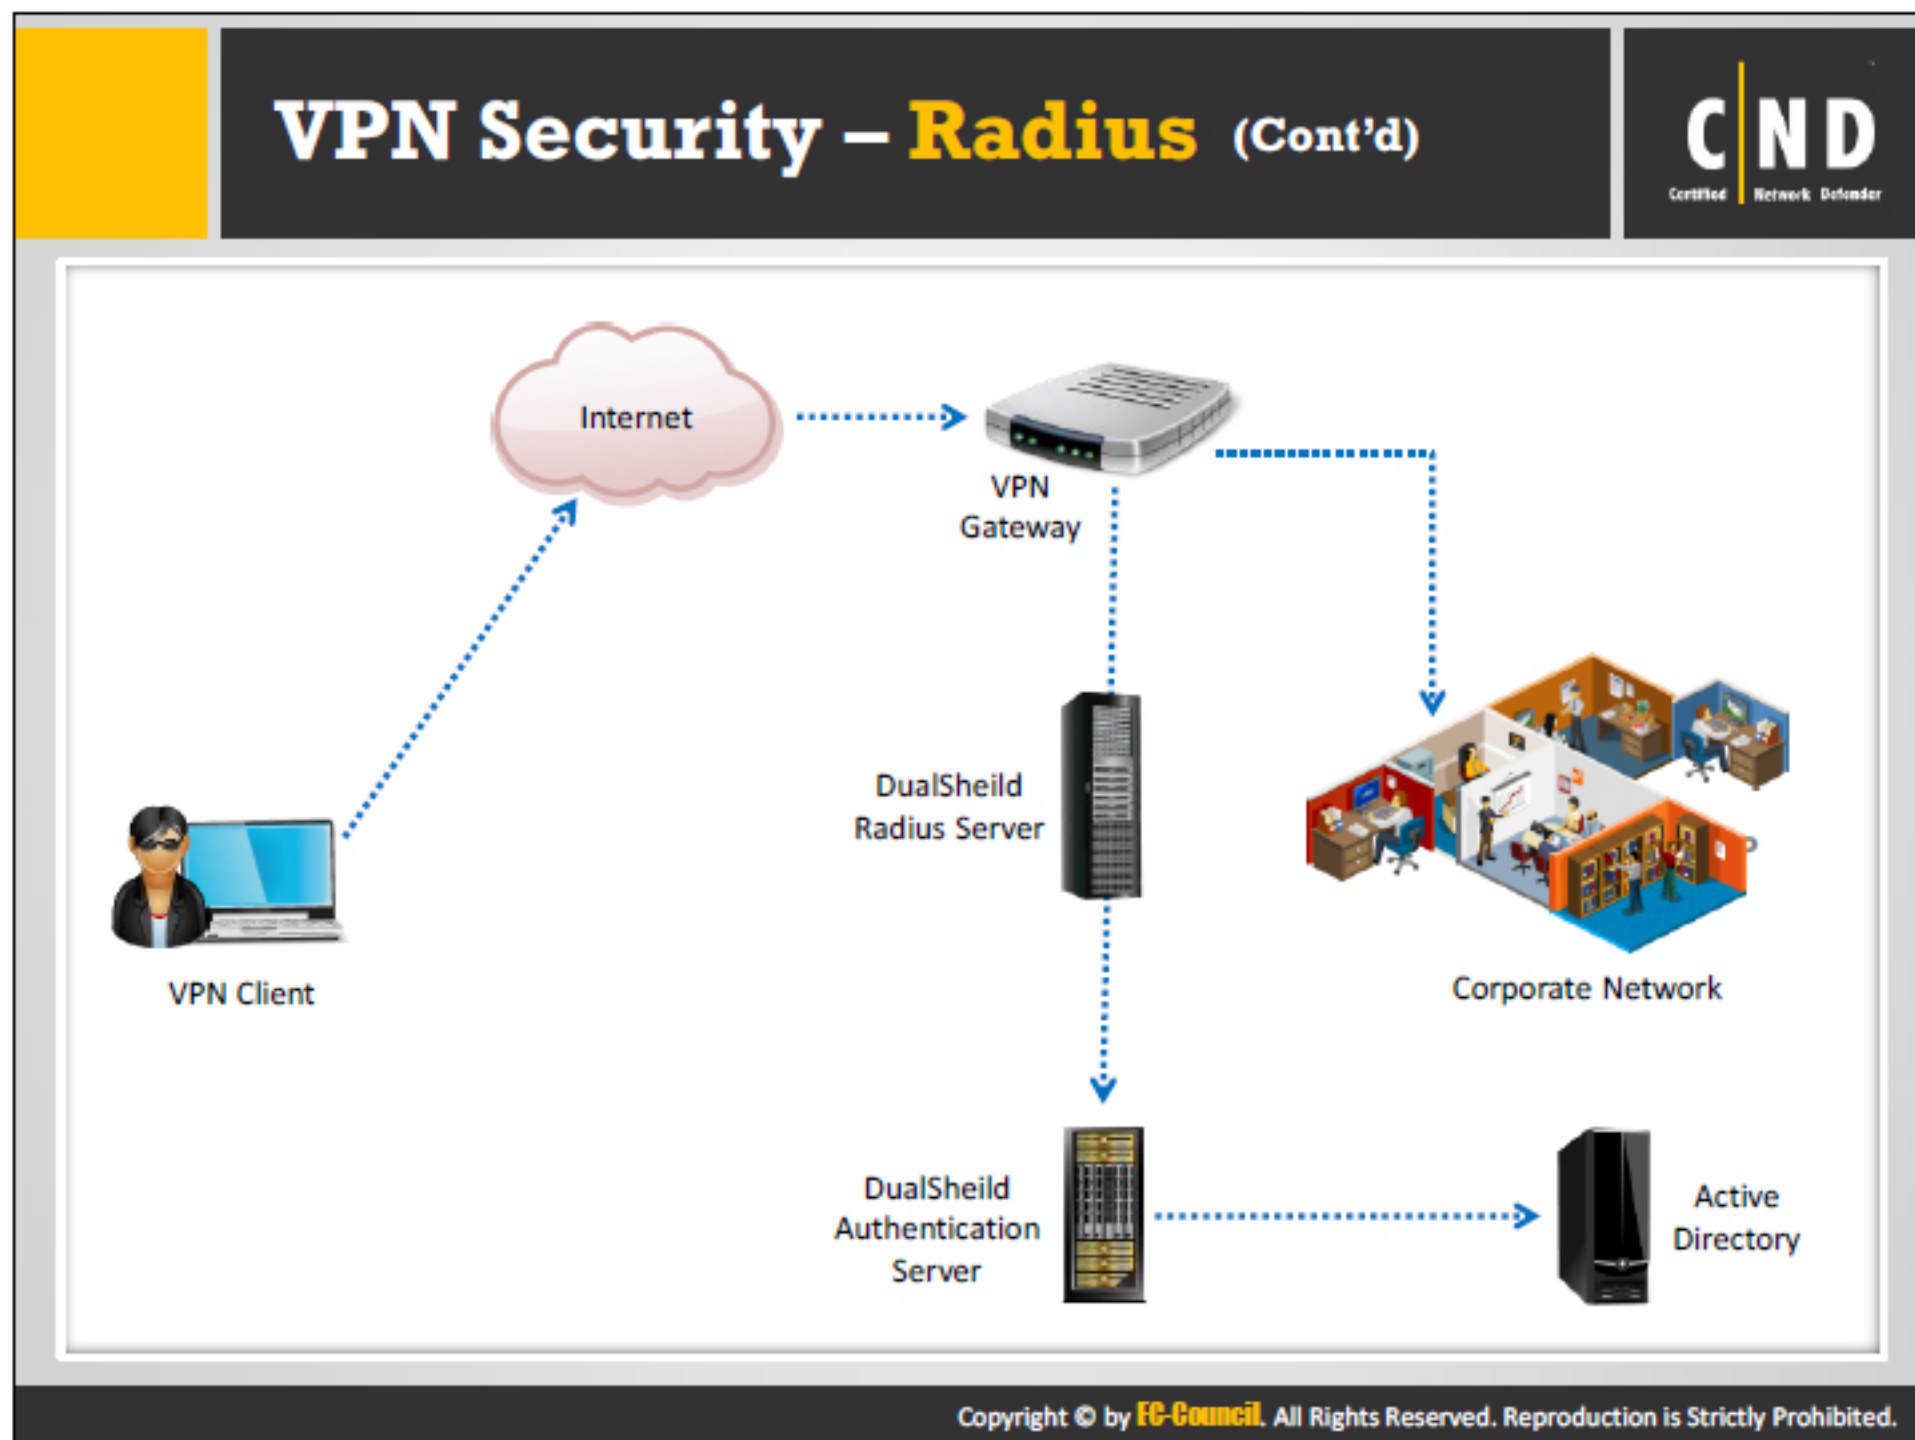 VPN Security – Radius (Cont'd)
C|ND
Certified Network Defender
Internet
VPN
Gateway
DualSheild
Radius Server
VPN Client
Corporate Network
DualSheild
Authentication
Server
Active
Directory
Copyright © by EC-Council. All Rights Reserved. Reproduction is Strictly Prohibited.